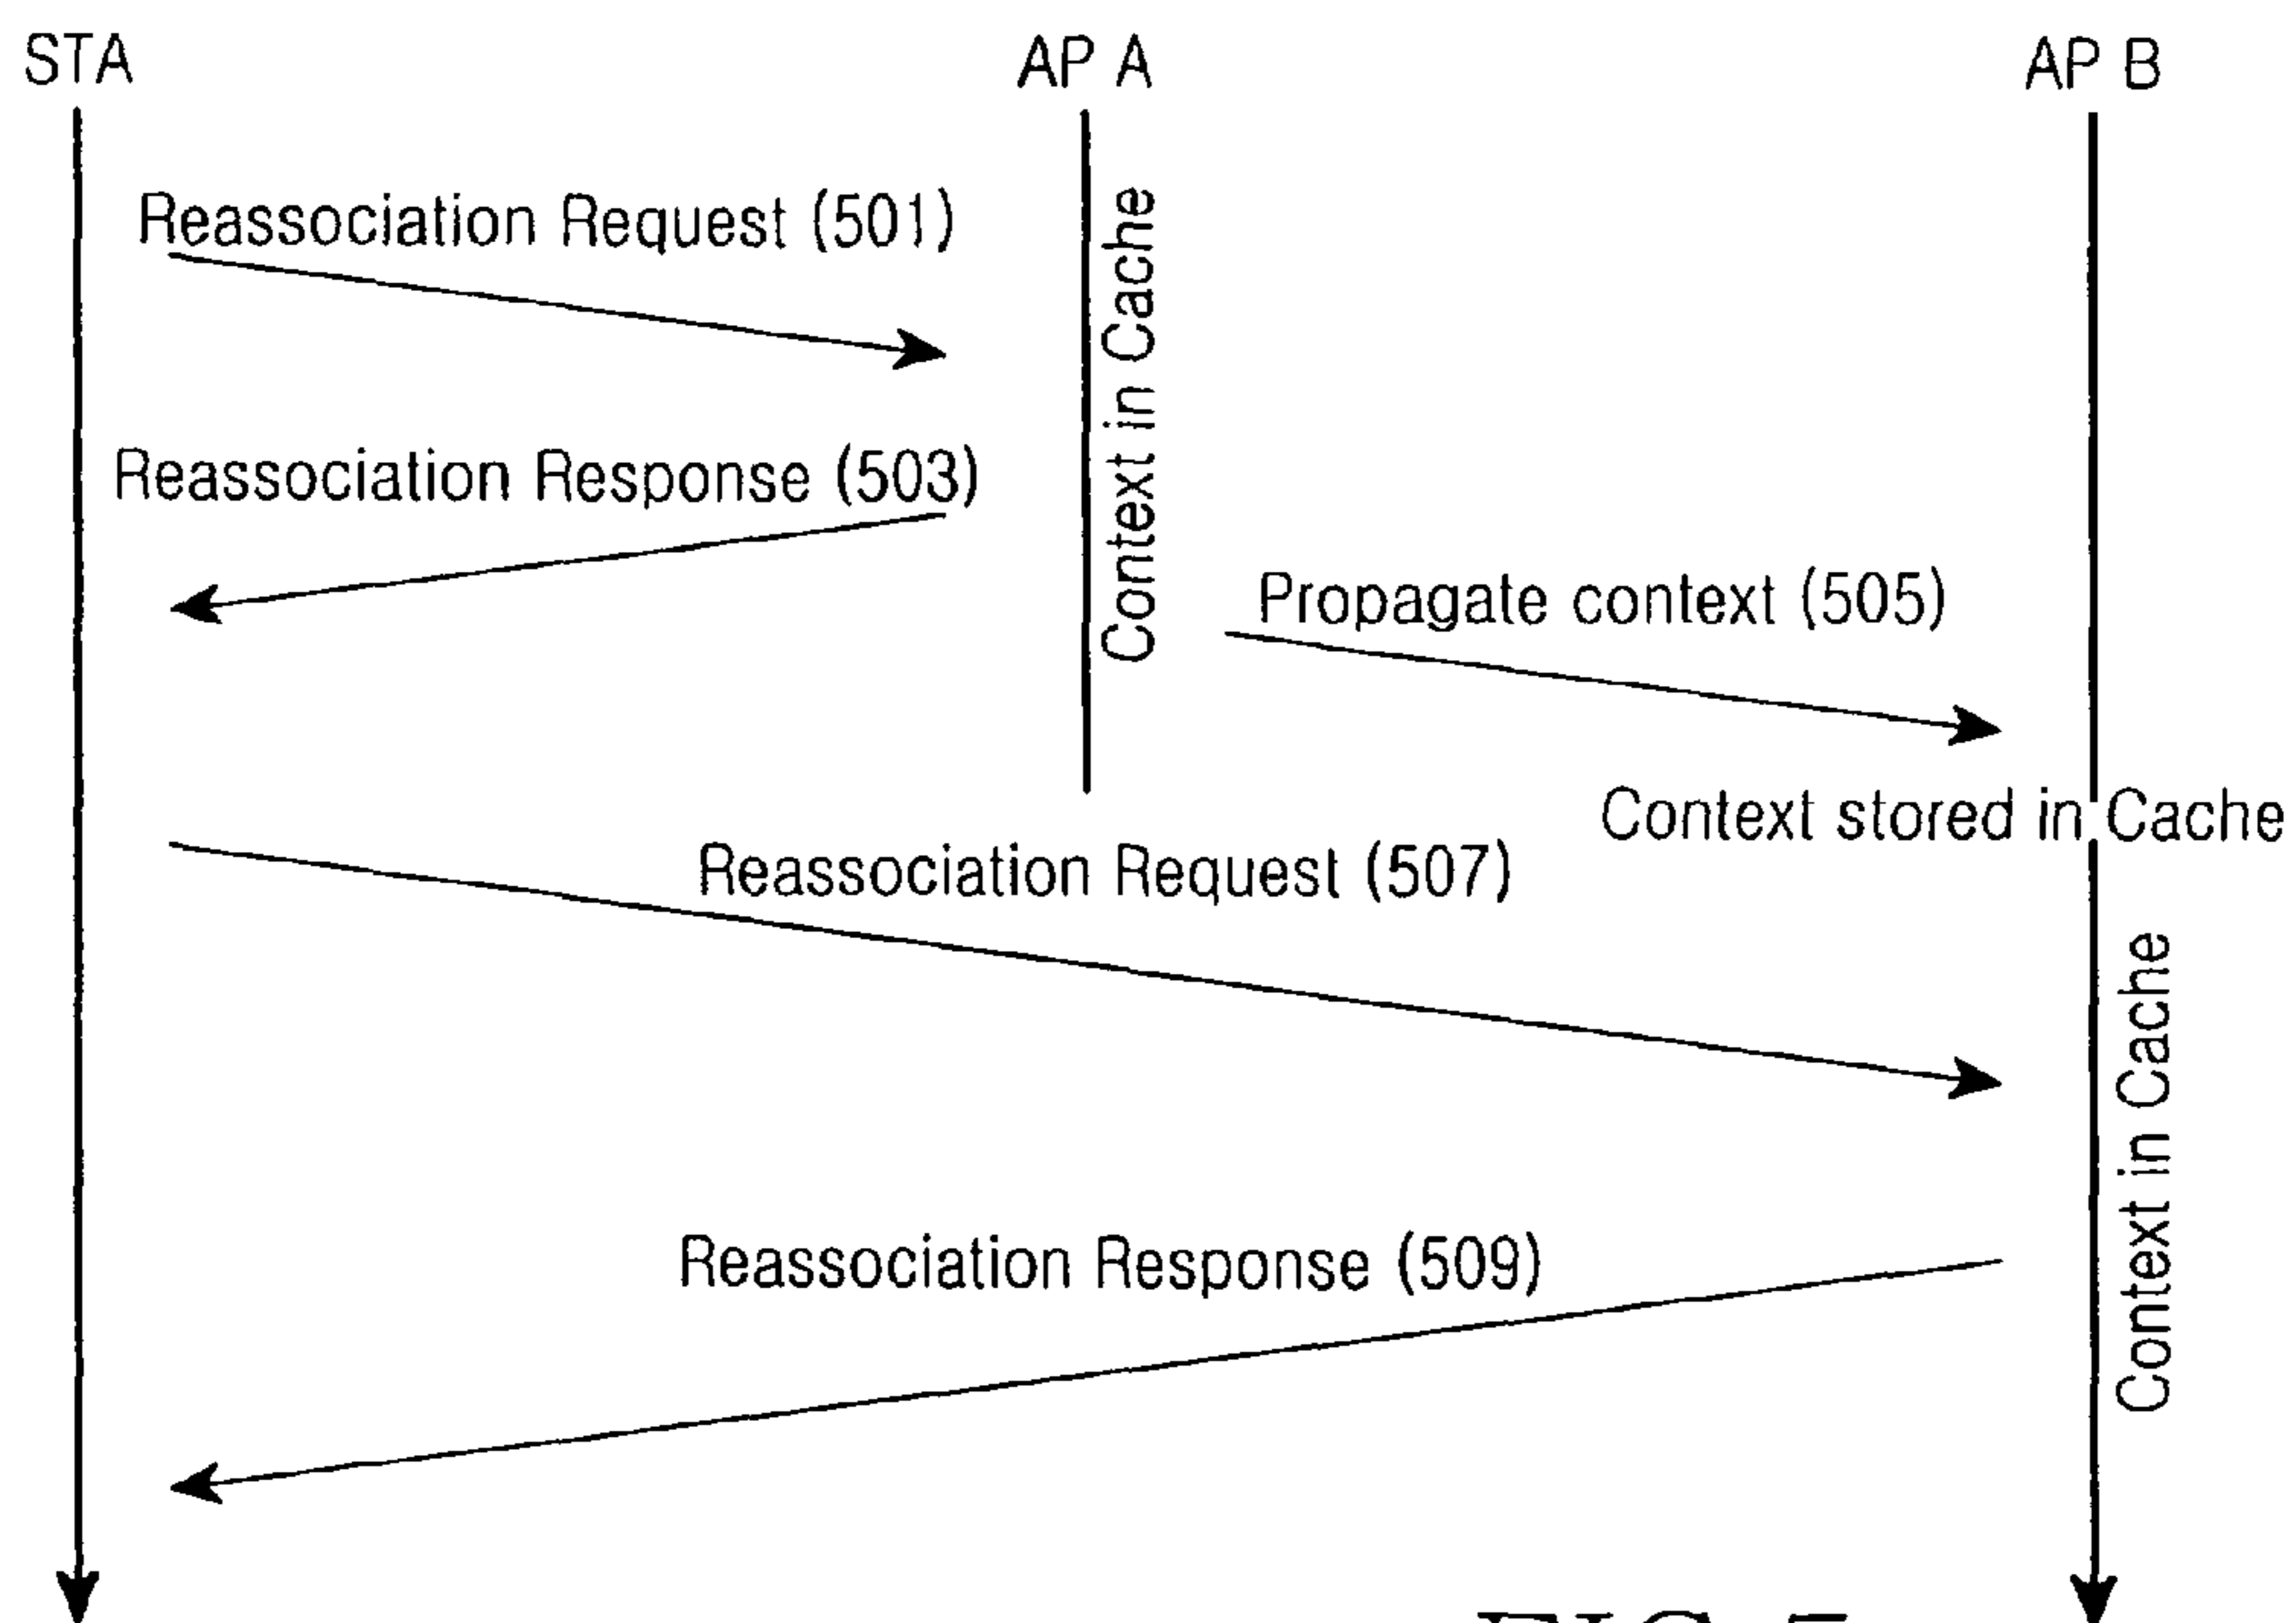 STA
AP A
AP B
Reassociation Request (501)
Context in Cache
Reassociation Response (503)
Propagate context (505)
Context stored in Cache
Reassociation Request (507)
Context in Cache
Reassociation Response (509)